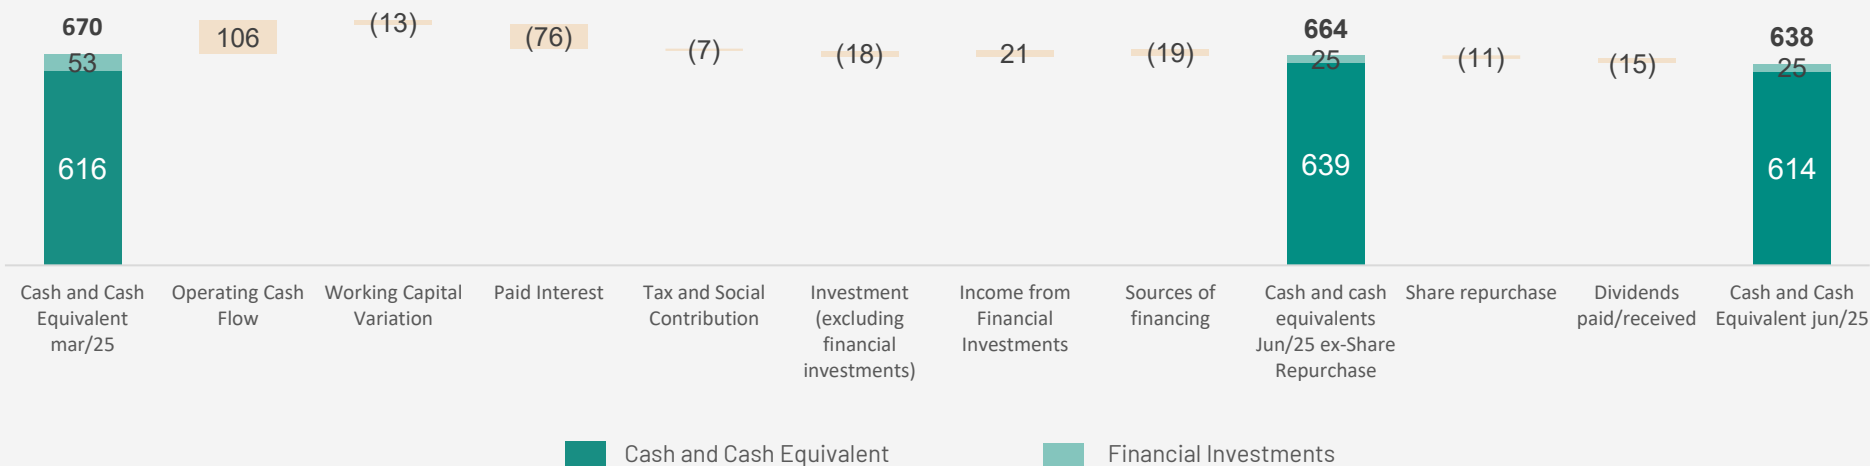 670
53
616
106
(13)
(76)
(7)
(18)
21
(19)
664
25
639
(11)
(15)
638
25
614
Cash and Cash
Equivalent
mar/25
Operating Cash
Flow
Working Capital
Variation
Paid Interest
Tax and Social
Contribution
Investment
(excluding
financial
investments)
Income from
Financial
Investments
Sources of
financing
Cash and cash
equivalents
Jun/25 ex-Share
Repurchase
Share repurchase
Dividends
paid/received
Cash and Cash
Equivalent jun/25
Cash and Cash Equivalent
Financial Investments